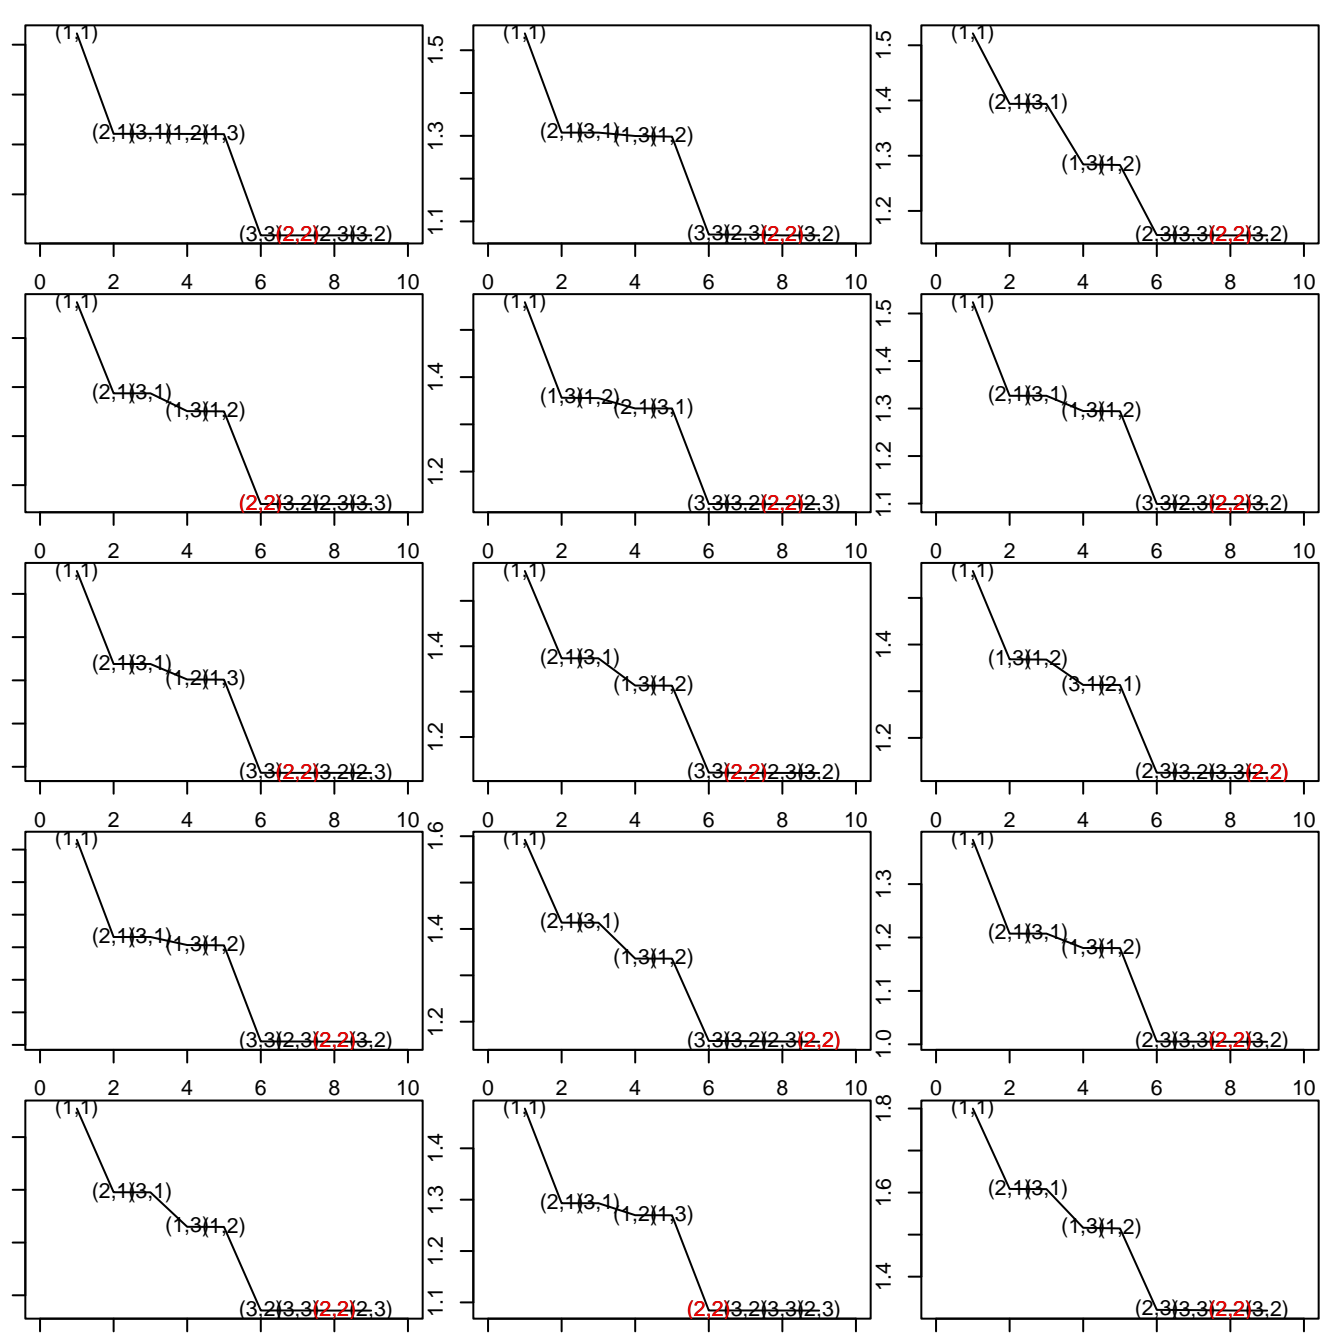 (1,1) (1,1) (1,1)
1.5 1.5
(2,1)(3,1)(1,2)(1,3) 1.3 (2,1)(3,1)(1,3)(1,2) 1.4 (2,1)(3,1)
1.3 (1,3)(1,2)
1.1 1.2
(3,3)(2,2)(2,3)(3,2) (3,3)(2,3)(2,2)(3,2) (2,3)(3,3)(2,2)(3,2)
0 2 4 6 8 10 0 2 4 6 8 10 0 2 4 6 8 10
(1,1) (1,1) (1,1)
1.5
(2,1)(3,1)(1,3)(1,2) 1.4 (1,3)(1,2)(2,1)(3,1) 1.4 (2,1)(3,1)(1,3)(1,2)
1.3
1.2 1.2
1.1
(2,2)(3,2)(2,3)(3,3) (3,3)(3,2)(2,2)(2,3) (3,3)(2,3)(2,2)(3,2)
0 2 4 6 8 10 0 2 4 6 8 10 0 2 4 6 8 10
(1,1) (1,1) (1,1)
(2,1)(3,1)(1,2)(1,3) 1.4 (2,1)(3,1)(1,3)(1,2) 1.4 (1,3)(1,2)(3,1)(2,1)
1.2 1.2
(3,3)(2,2)(3,2)(2,3) (3,3)(2,2)(2,3)(3,2) (2,3)(3,2)(3,3)(2,2)
0 2 4 6 8 10 0 2 4 6 8 10 0 2 4 6 8 10
(1,1) 1.6 (1,1) (1,1)
1.3
(2,1)(3,1)(1,3)(1,2) 1.4 (2,1)(3,1)(1,3)(1,2) 1.2 (2,1)(3,1)(1,3)(1,2)
1.1
1.2 1.0
(3,3)(2,3)(2,2)(3,2) (3,3)(3,2)(2,3)(2,2) (2,3)(3,3)(2,2)(3,2)
0 2 4 6 8 10 0 2 4 6 8 10 0 2 4 6 8 10
(1,1) (1,1) 1.8 (1,1)
1.4
(2,1)(3,1)(1,3)(1,2) 1.3 (2,1)(3,1)(1,2)(1,3) 1.6 (2,1)(3,1)(1,3)(1,2)
1.2 1.4
1.1
(3,2)(3,3)(2,2)(2,3) (2,2)(3,2)(3,3)(2,3) (2,3)(3,3)(2,2)(3,2)